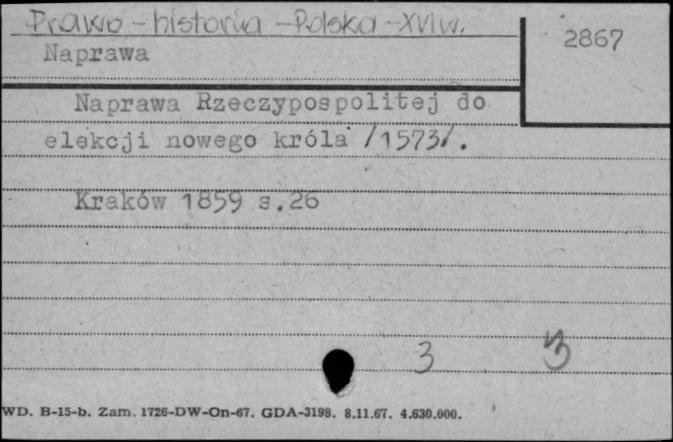 Prawo - historia - Polska - XVI w.
2867
Naprawa
Naprawa Rzeczypospolitej do
elekcji nowego króla /1573/.
Kraków 1859 s.26
3 3
WD. B-15-b. Zam. 1726-DW-On-67. GDA-3198. 8.11.67. 4.630.000.